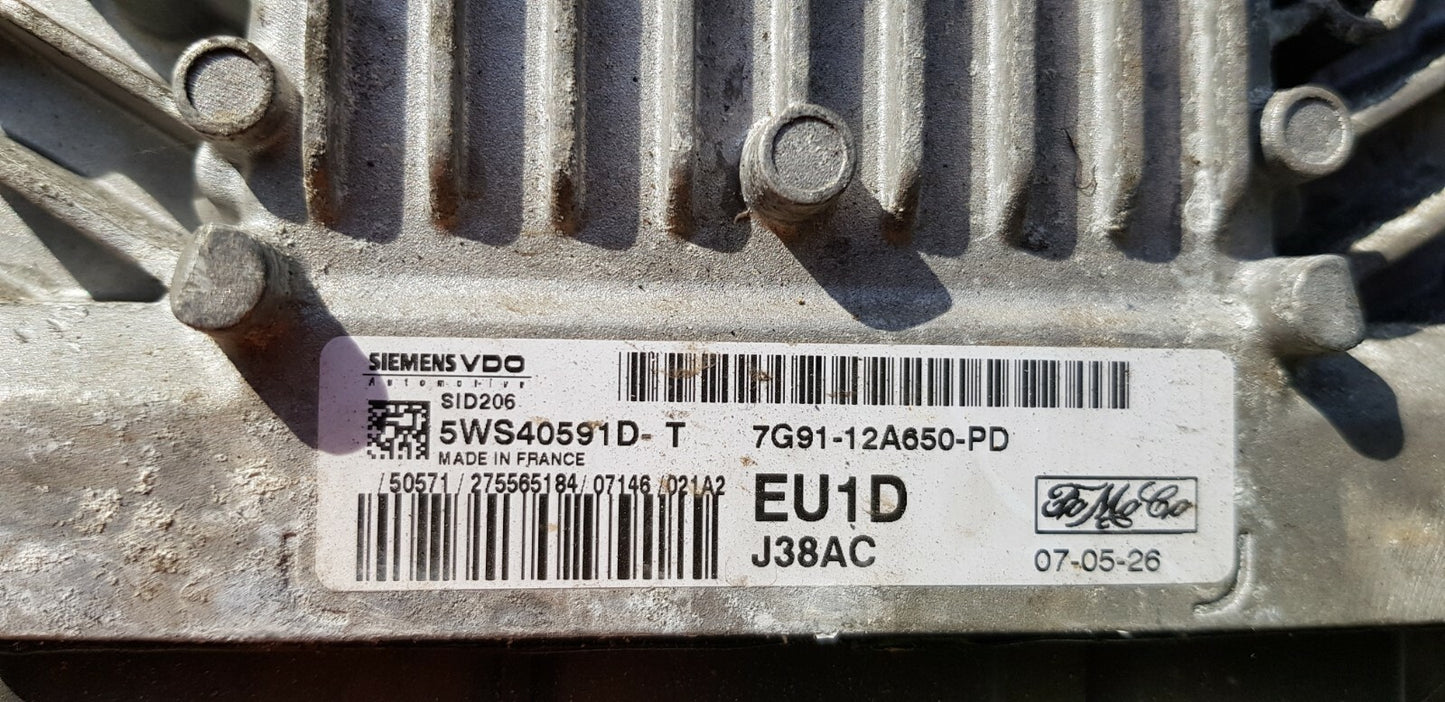 SIEMENS VDO
Automotive
SID206
5WS40591D- T
MADE IN FRANCE
/ 50571 / 275565184 / 07146 / 021A2
7G91-12A650-PD
EU1D
J38AC
FoMoCo
07-05-26